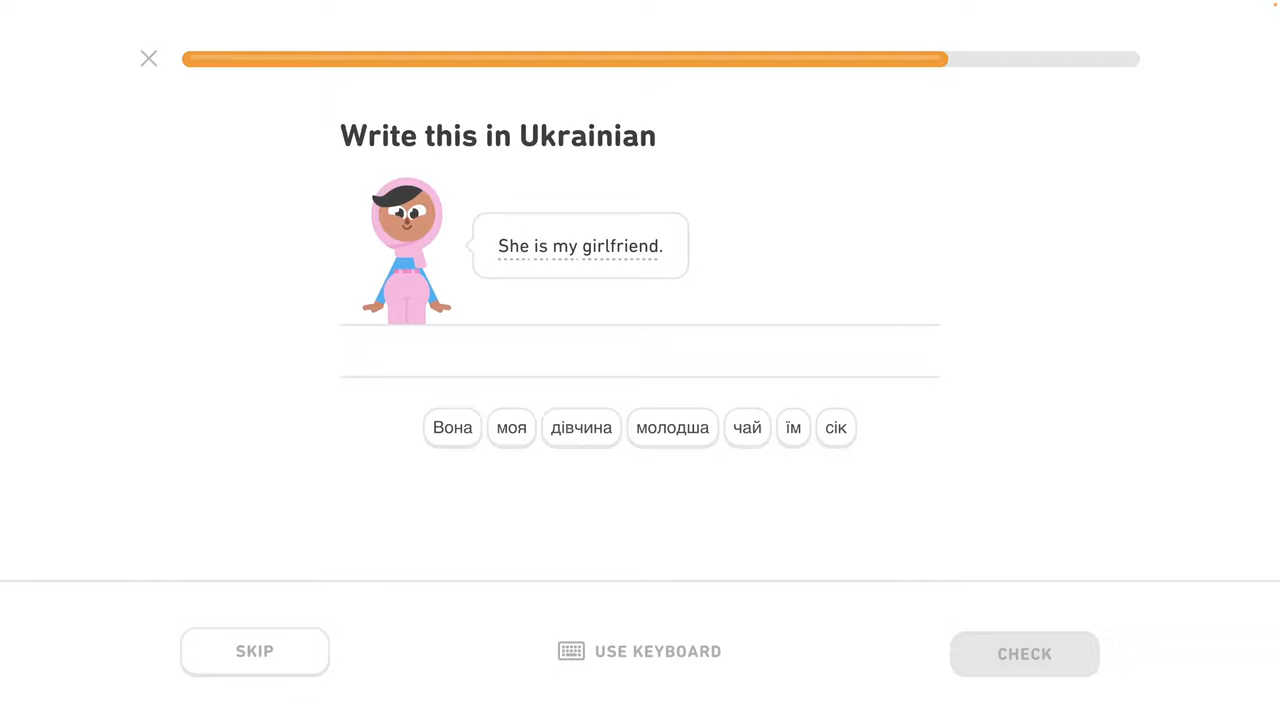 Write this in Ukrainian
She is my girlfriend.
Вона моя дівчина молодша чай їм сік
SKIP USE KEYBOARD CHECK